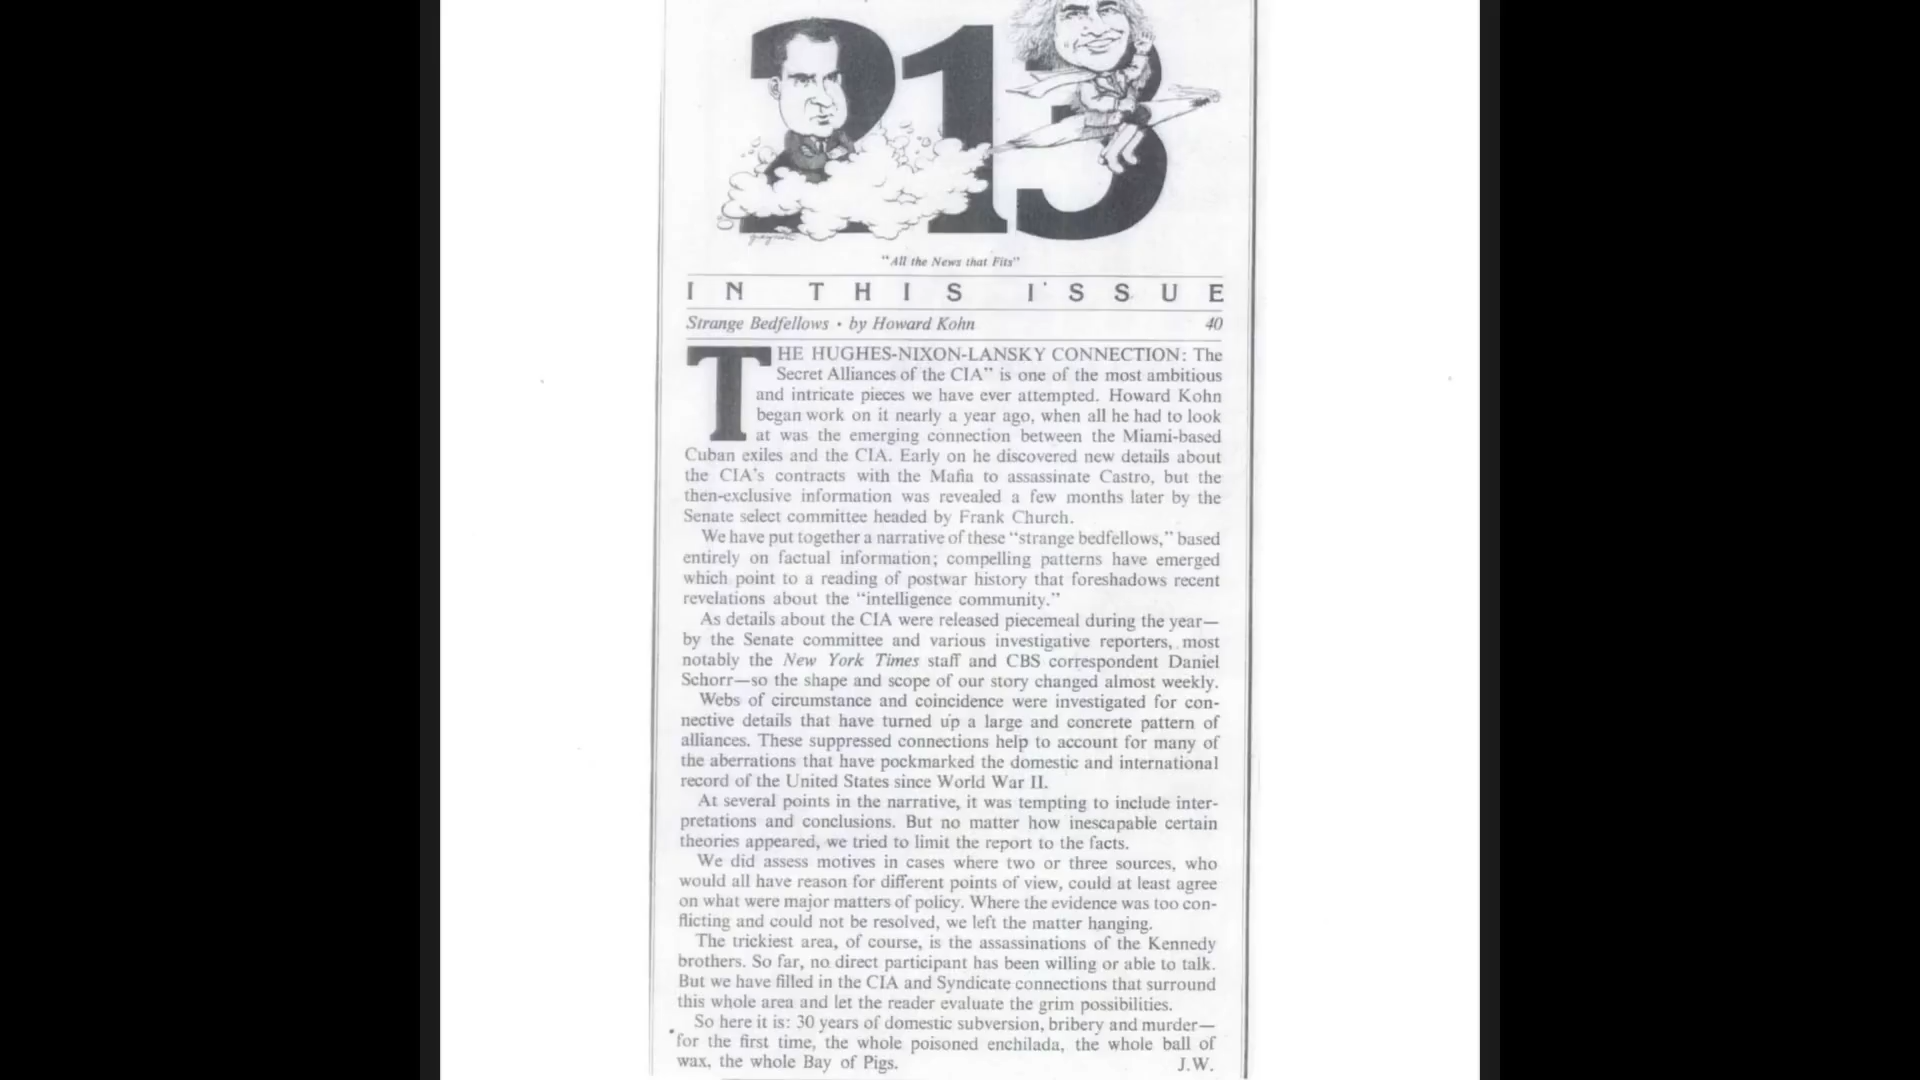 213
"All the News that Fits"
IN THIS ISSUE
Strange Bedfellows • by Howard Kohn 40
THE HUGHES-NIXON-LANSKY CONNECTION: The
Secret Alliances of the CIA" is one of the most ambitious
and intricate pieces we have ever attempted. Howard Kohn
began work on it nearly a year ago, when all he had to look
at was the emerging connection between the Miami-based
Cuban exiles and the CIA. Early on he discovered new details about
the CIA's contracts with the Mafia to assassinate Castro, but the
then-exclusive information was revealed a few months later by the
Senate select committee headed by Frank Church.
We have put together a narrative of these "strange bedfellows," based
entirely on factual information; compelling patterns have emerged
which point to a reading of postwar history that foreshadows recent
revelations about the "intelligence community."
As details about the CIA were released piecemeal during the year—
by the Senate committee and various investigative reporters, most
notably the New York Times staff and CBS correspondent Daniel
Schorr—so the shape and scope of our story changed almost weekly.
Webs of circumstance and coincidence were investigated for con-
nective details that have turned up a large and concrete pattern of
alliances. These suppressed connections help to account for many of
the aberrations that have pockmarked the domestic and international
record of the United States since World War II.
At several points in the narrative, it was tempting to include inter-
pretations and conclusions. But no matter how inescapable certain
theories appeared, we tried to limit the report to the facts.
We did assess motives in cases where two or three sources, who
would all have reason for different points of view, could at least agree
on what were major matters of policy. Where the evidence was too con-
flicting and could not be resolved, we left the matter hanging.
The trickiest area, of course, is the assassinations of the Kennedy
brothers. So far, no direct participant has been willing or able to talk.
But we have filled in the CIA and Syndicate connections that surround
this whole area and let the reader evaluate the grim possibilities.
So here it is: 30 years of domestic subversion, bribery and murder—
for the first time, the whole poisoned enchilada, the whole ball of
wax, the whole Bay of Pigs. J.W.